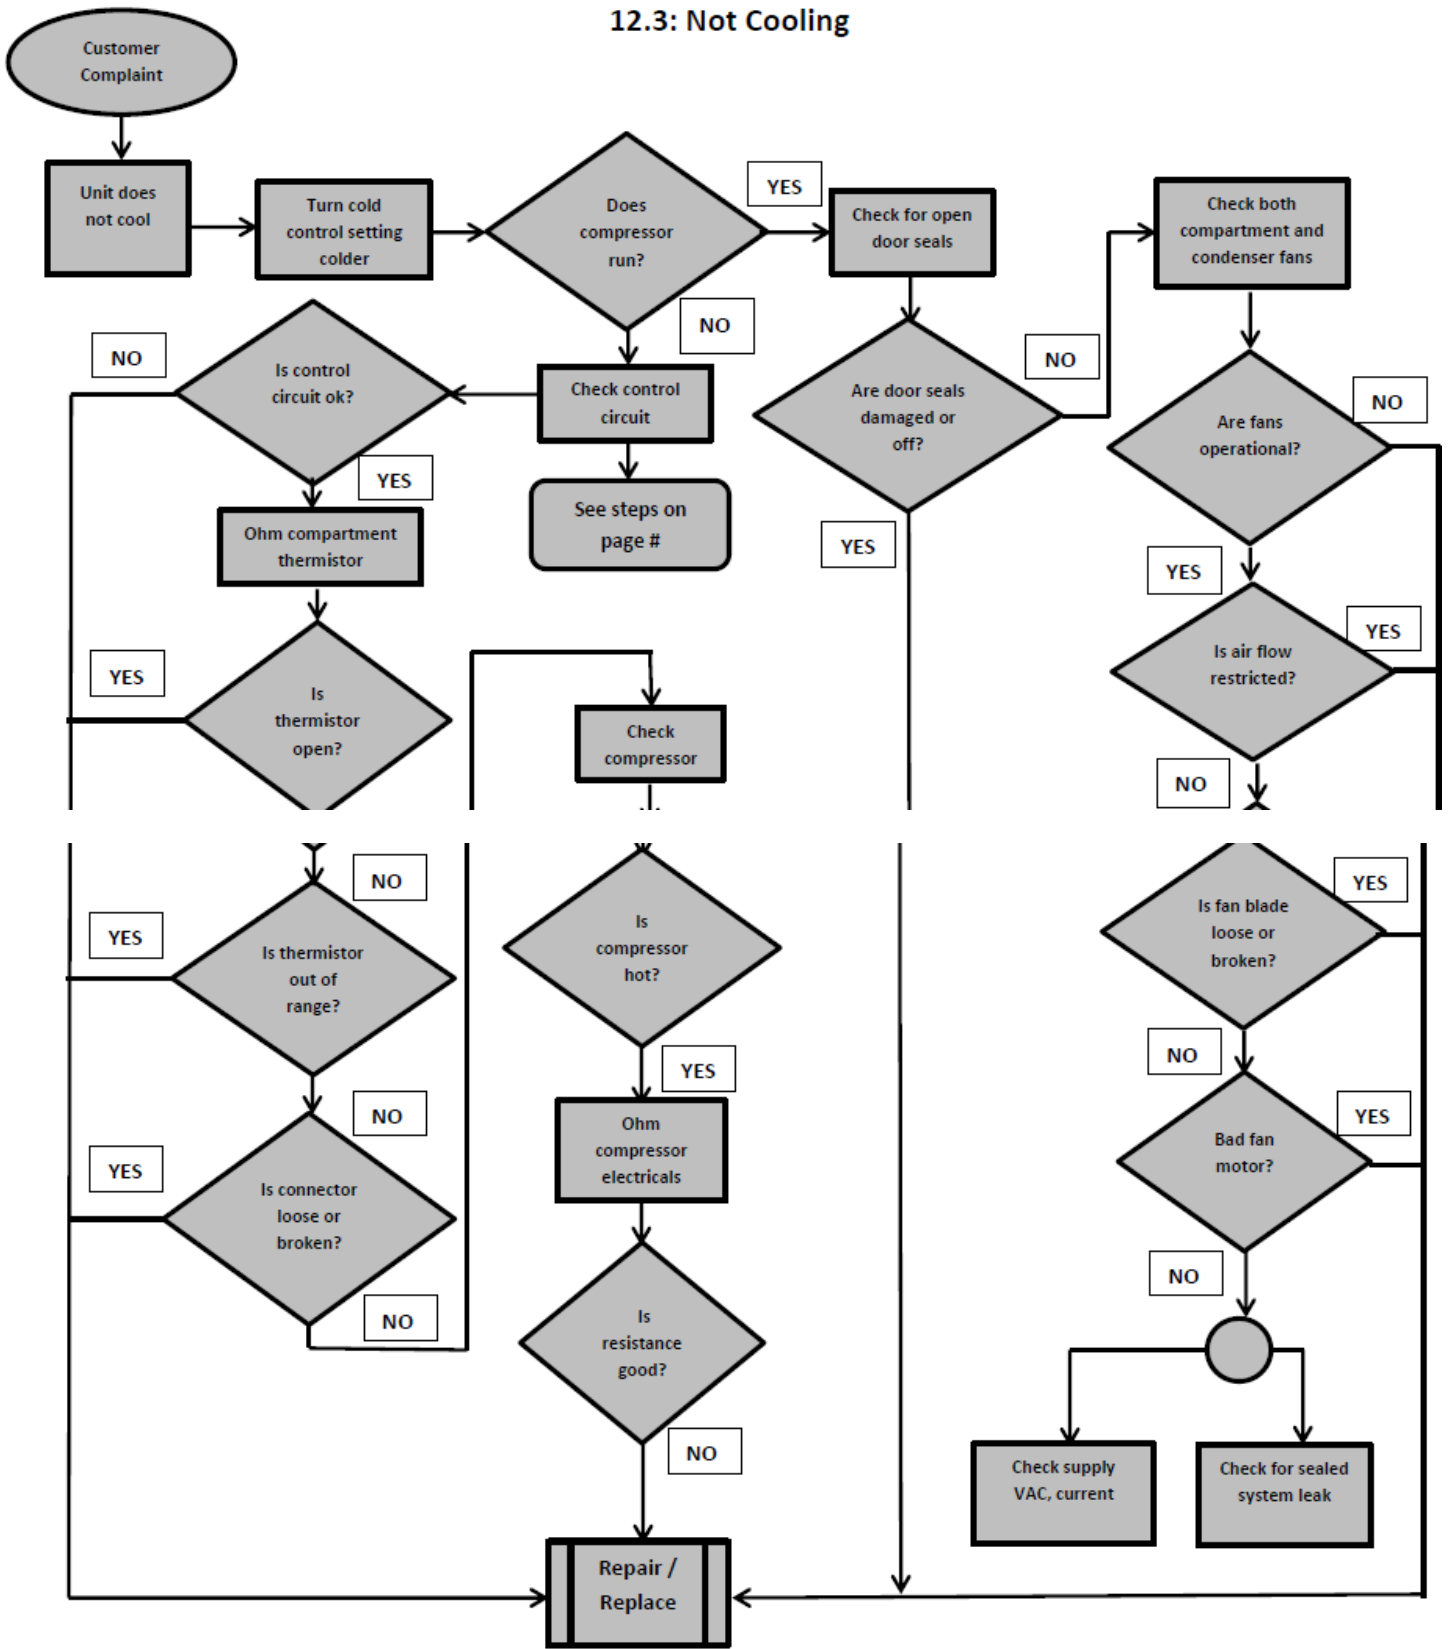 12.3: Not Cooling
Customer
Complaint
Unit does
not cool
Turn cold
control setting
colder
Does
compressor
run?
YES
Check for open
door seals
Check both
compartment and
condenser fans
NO
NO
Is control
circuit ok?
Check control
circuit
NO
Are door seals
damaged or
off?
NO
Are fans
operational?
YES
See steps on
page #
Ohm compartment
thermistor
YES
YES
YES
Is
thermistor
open?
Check
compressor
Is air flow
restricted?
YES
NO
NO
YES
Is thermistor
out of
range?
Is
compressor
hot?
Is fan blade
loose or
broken?
YES
NO
YES
NO
YES
Is connector
loose or
broken?
Ohm
compressor
electricals
Bad fan
motor?
YES
NO
NO
Is
resistance
good?
NO
Check supply
VAC, current
Check for sealed
system leak
Repair /
Replace